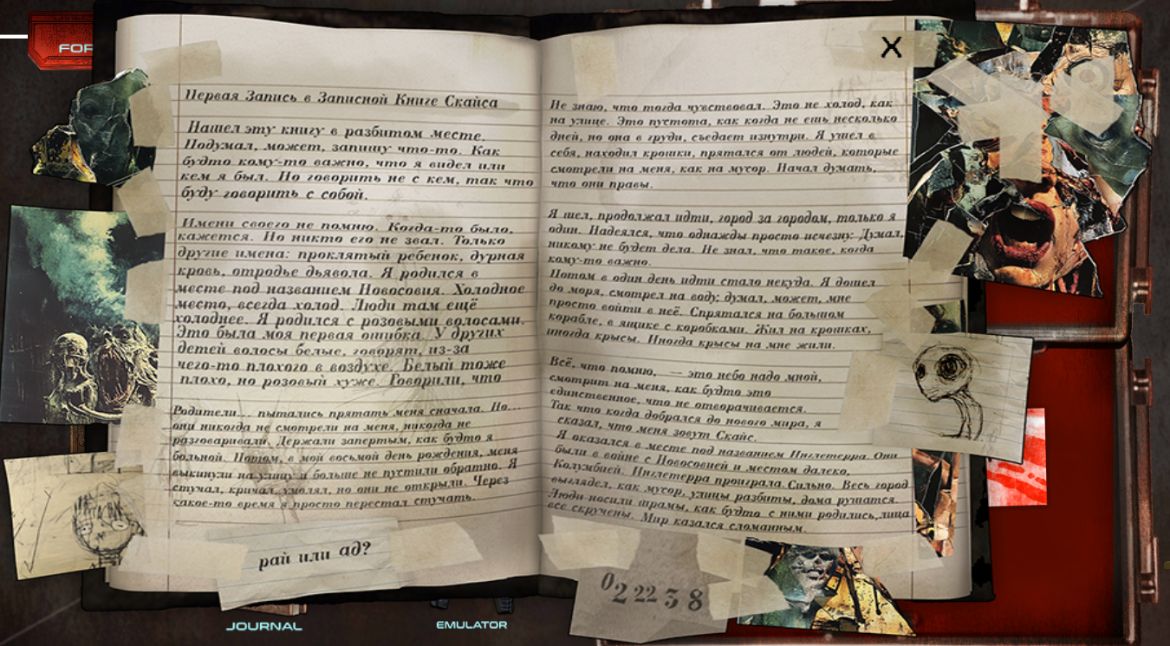 FOR
X
Первая Запись в Записной Книге Скайса
Нашел эту книгу в разбитом месте.
Подумал, может, запишу что-то. Как
будто кому-то важно, что я видел или
кем я был. Но говорить не с кем, так что
буду говорить с собой.
Имени своего не помню. Когда-то было,
кажется. Но никто его не звал. Только
другие имена: проклятый ребенок, дурная
кровь, отродье дьявола. Я родился в
месте под названием Новосовия. Холодное
место, всегда холод. Люди там ещё
холоднее. Я родился с розовыми волосами.
Это была моя первая ошибка. У других
детей волосы белые, говорят, из-за
чего-то плохого в воздухе. Белый тоже
плохо, но розовый хуже. Говорили, что
Родители... пытались прятать меня сначала. Но...
они никогда не смотрели на меня, никогда не
разговаривали. Держали запертым, как будто я
больной. Потом, в мой восьмой день рождения, меня
выкинули на улицу и больше не пустили обратно. Я
стучал, кричал, умолял, но они не открыли. Через
какое-то время я просто перестал стучать.
рай или ад?
Не знаю, что тогда чувствовал. Это не холод, как
на улице. Это пустота, как когда не ешь несколько
дней, но она в груди, съедает изнутри. Я ушел в
себя, находил крошки, прятался от людей, которые
смотрели на меня, как на мусор. Начал думать,
что они правы.
Я шел, продолжал идти, город за городом, только я
один. Надеялся, что однажды просто исчезну. Думал,
никому не будет дела. Не знал, что такое, когда
кому-то важно.
Потом в один день идти стало некуда. Я дошел
до моря, смотрел на воду, думал, может, мне
просто войти в неё. Спрятался на большом
корабле, в ящике с коробками. Жил на крошках,
иногда крысы. Иногда крысы на мне жили.
Всё, что помню, — это небо надо мной,
смотрит на меня, как будто это
единственное, что не отворачивается.
Так что когда добрался до нового мира, я
сказал, что меня зовут Скайс.
Я оказался в месте под названием Инглетерра. Они
были в войне с Новосовией и местом далеко,
Колумбией. Инглетерра проиграла. Сильно. Весь город
выглядел, как мусор, улицы разбиты, дома рушатся.
Люди носили шрамы, как будто с ними родились, лица
все скручены. Мир казался сломанным.
02 22 3 8
JOURNAL
EMULATOR